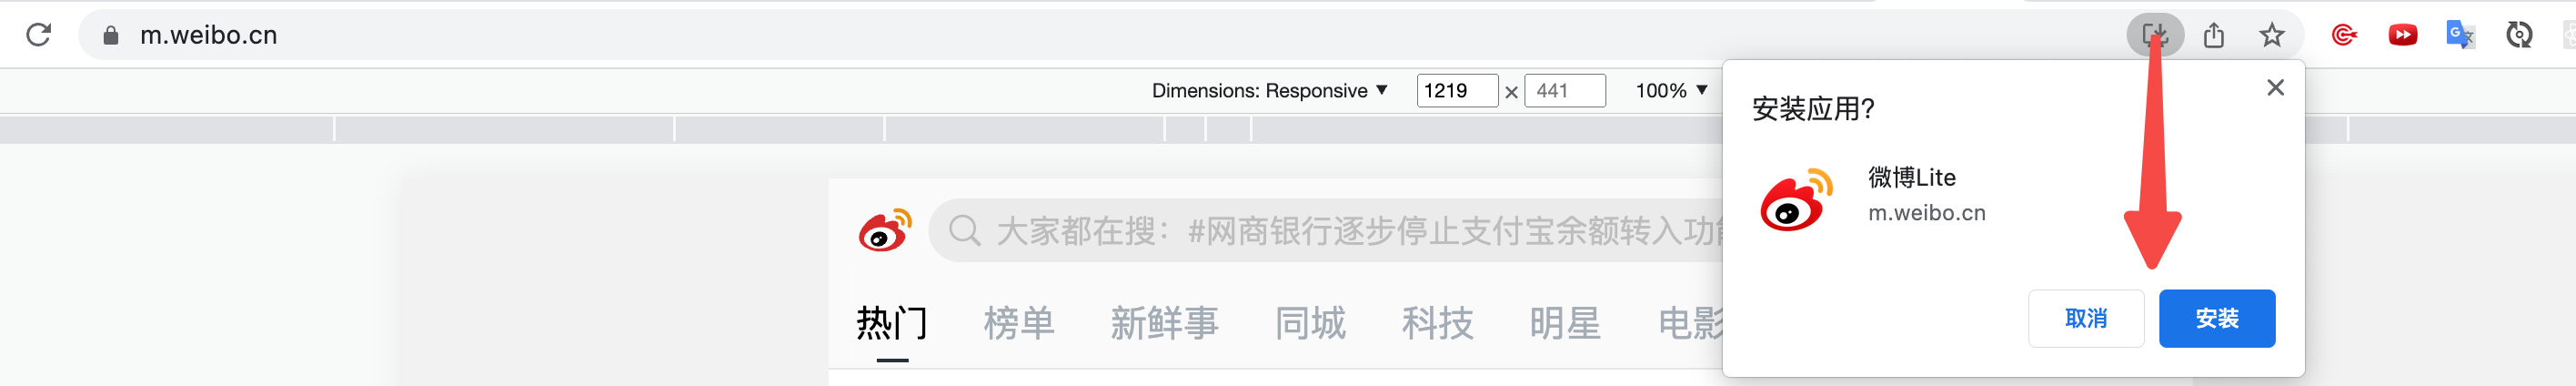 m.weibo.cn
Dimensions: Responsive ▼ 1219 × 441 100% ▼
安装应用?
微博Lite
m.weibo.cn
取消 安装
大家都在搜：#网商银行逐步停止支付宝余额转入功
热门 榜单 新鲜事 同城 科技 明星 电影